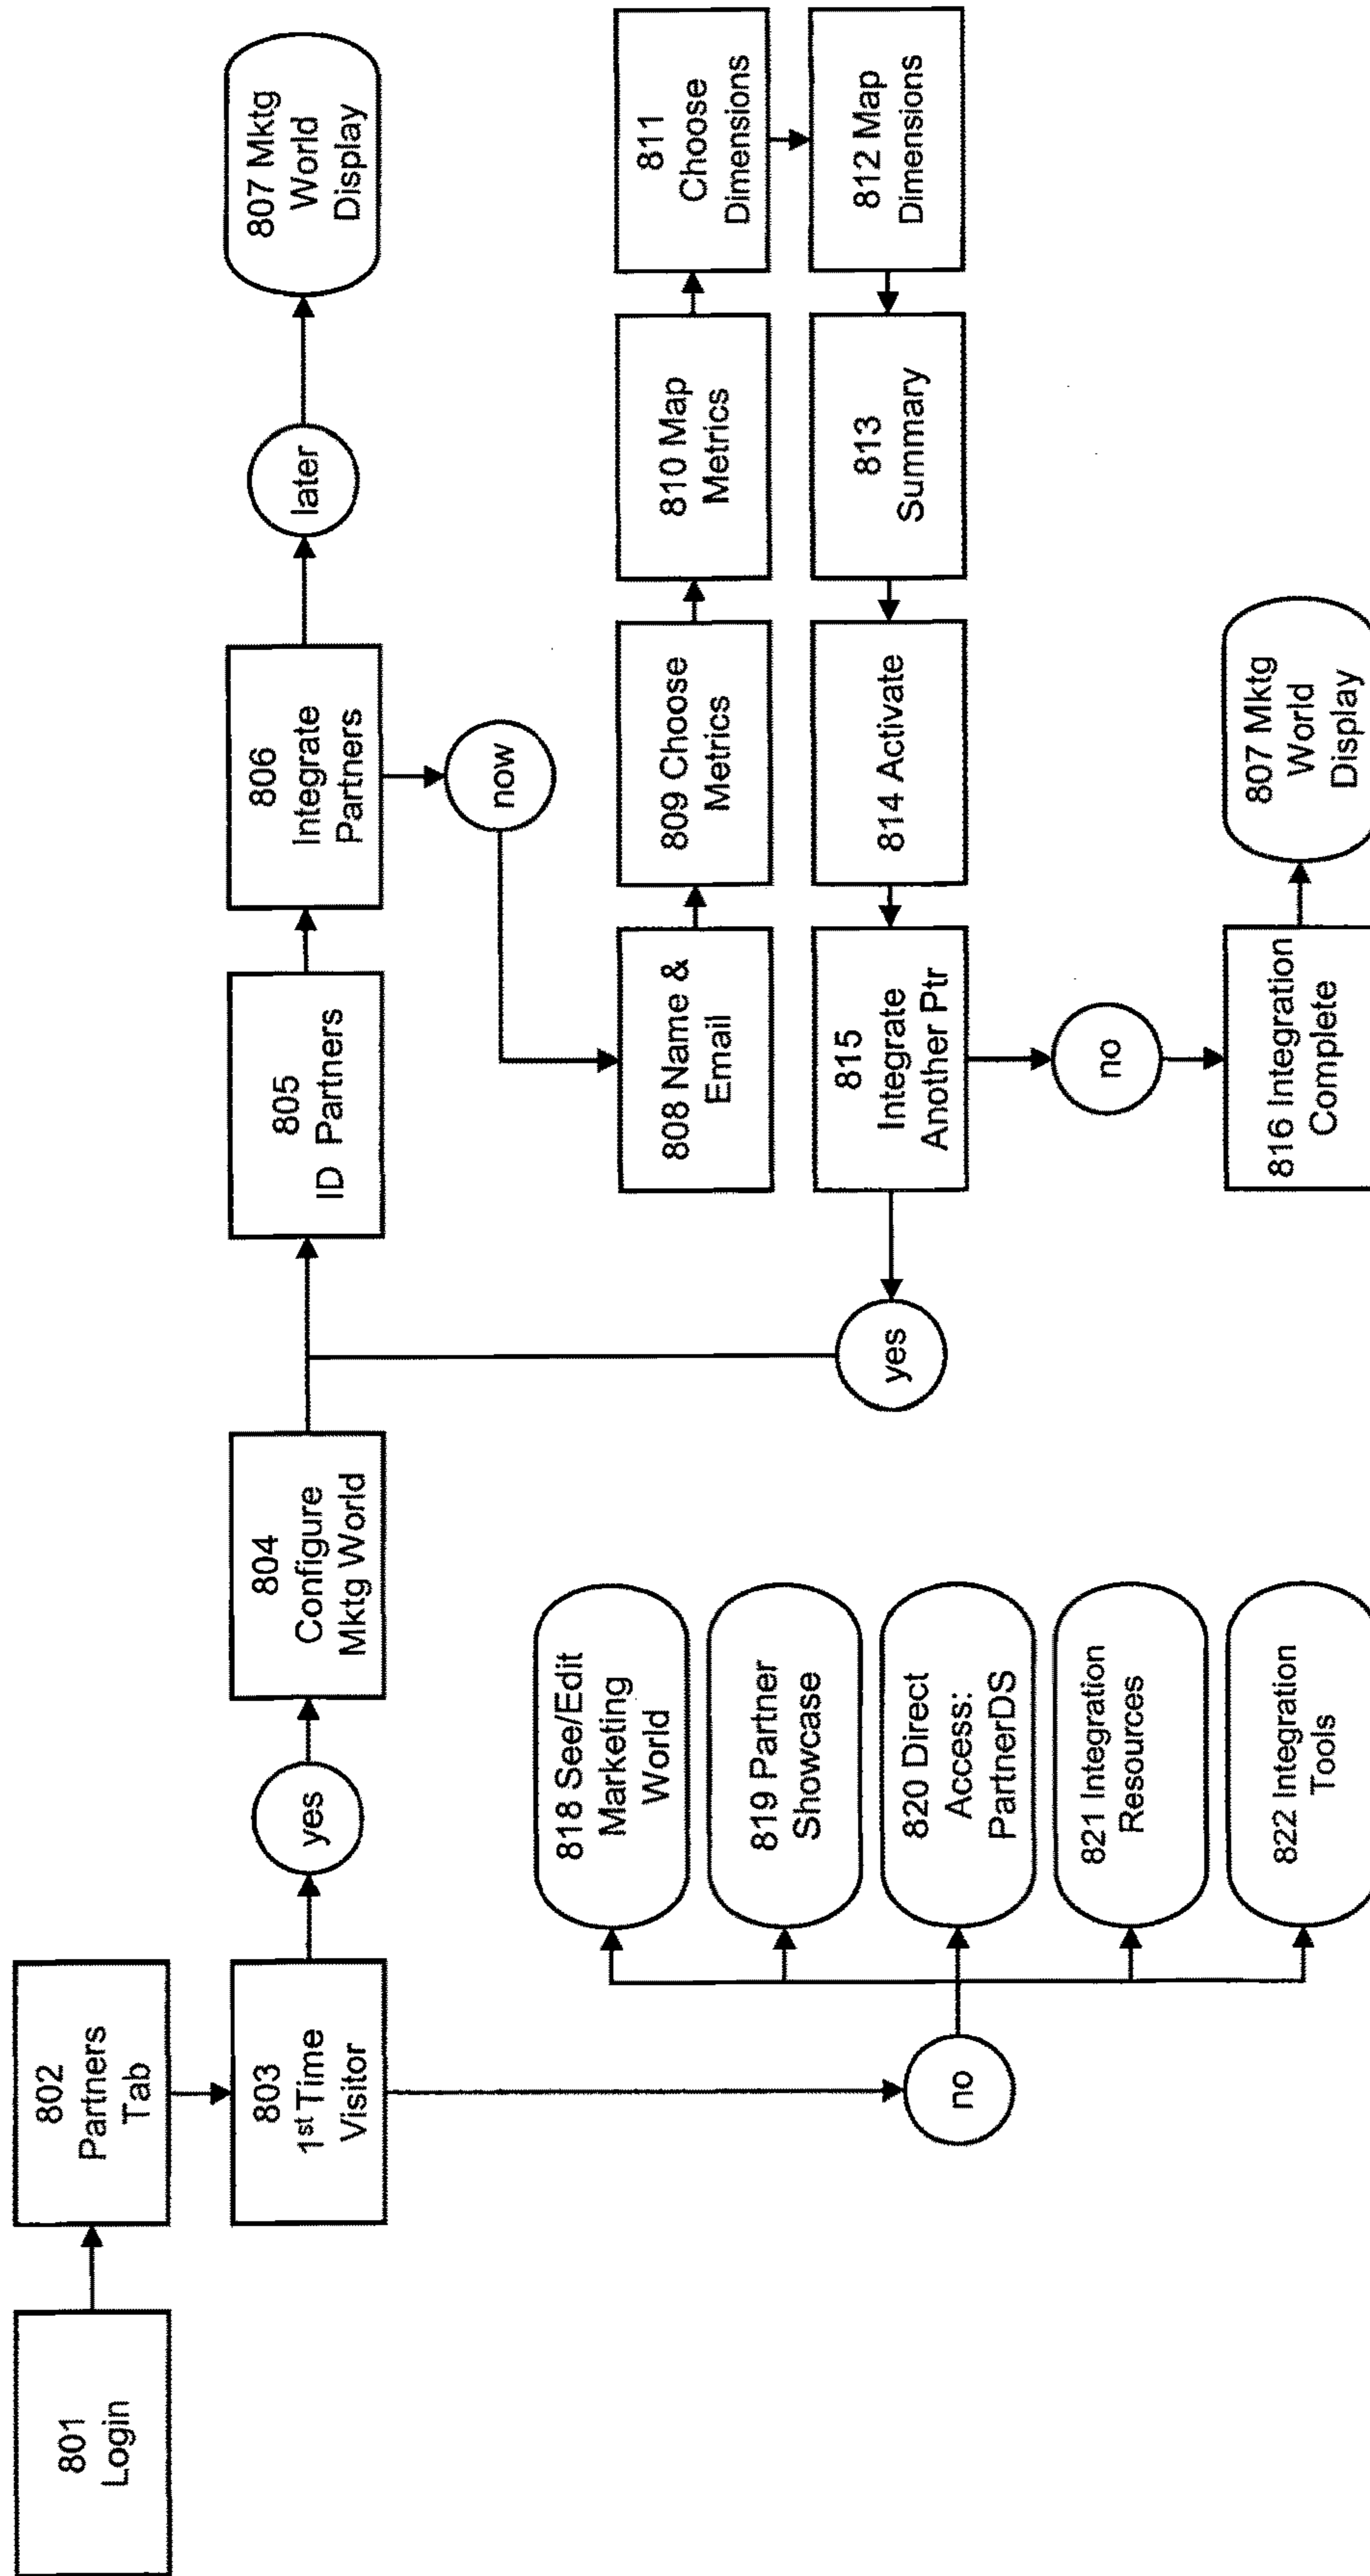 801
Login
802
Partners
Tab
803
1st Time
Visitor
yes
804
Configure
Mktg World
805
ID Partners
806
Integrate
Partners
later
807 Mktg
World
Display
now
808 Name &
Email
809 Choose
Metrics
810 Map
Metrics
811
Choose
Dimensions
812 Map
Dimensions
813
Summary
814 Activate
815
Integrate
Another Ptr
yes
no
816 Integration
Complete
807 Mktg
World
Display
no
818 See/Edit
Marketing
World
819 Partner
Showcase
820 Direct
Access:
PartnerDS
821 Integration
Resources
822 Integration
Tools